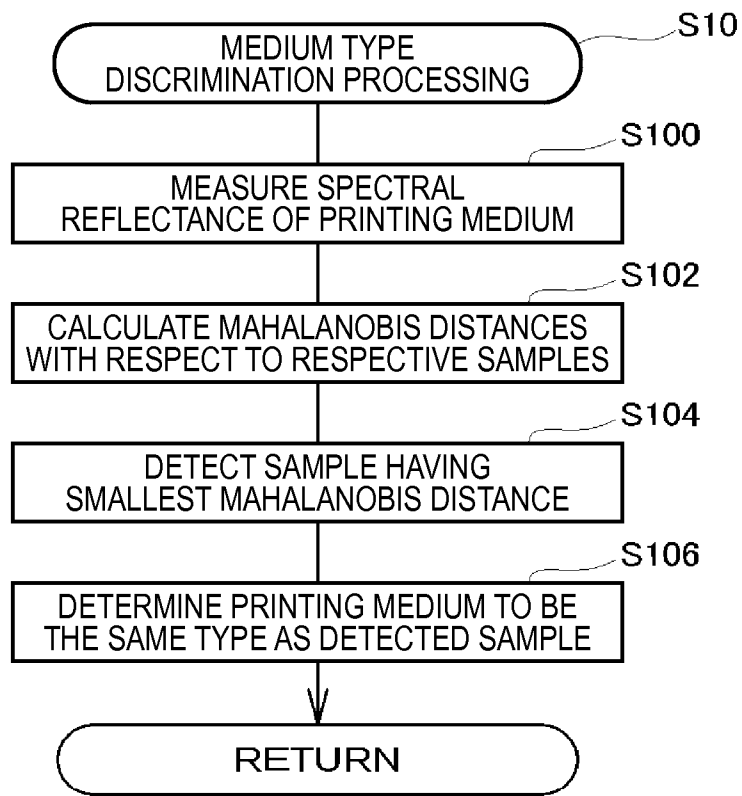 S10
MEDIUM TYPE
DISCRIMINATION PROCESSING
S100
MEASURE SPECTRAL
REFLECTANCE OF PRINTING MEDIUM
S102
CALCULATE MAHALANOBIS DISTANCES
WITH RESPECT TO RESPECTIVE SAMPLES
S104
DETECT SAMPLE HAVING
SMALLEST MAHALANOBIS DISTANCE
S106
DETERMINE PRINTING MEDIUM TO BE
THE SAME TYPE AS DETECTED SAMPLE
RETURN